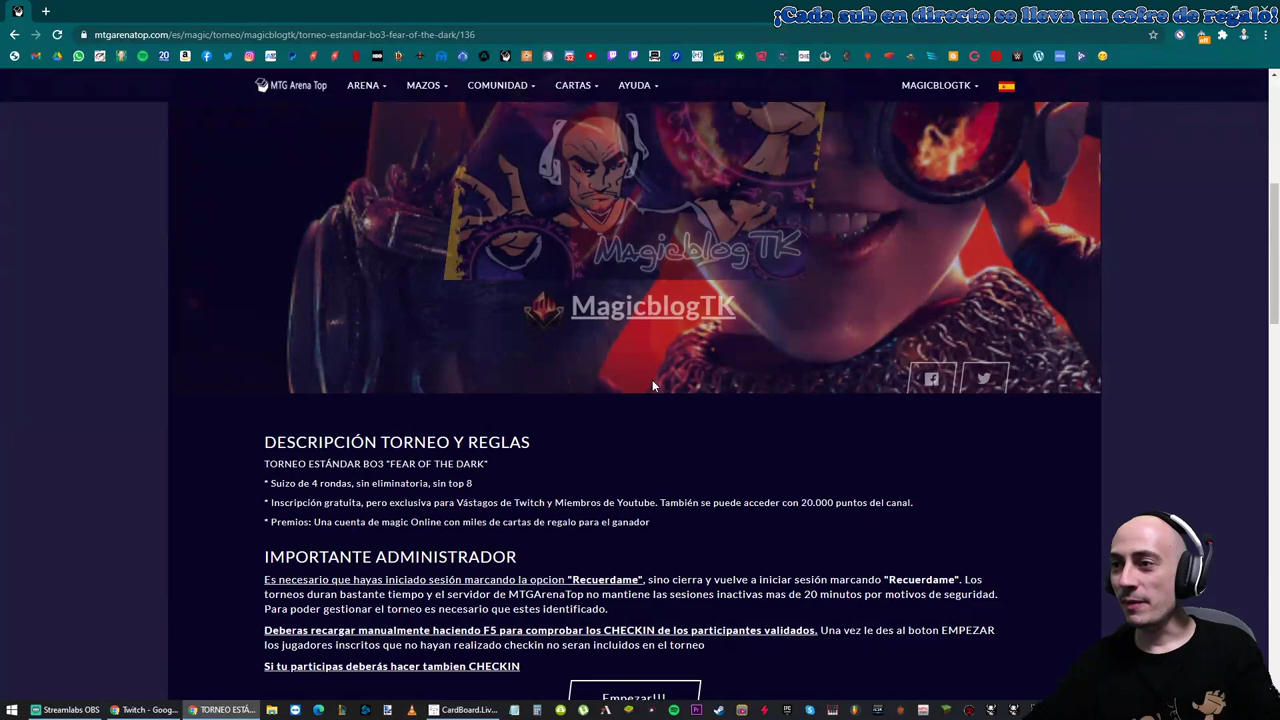 ¡Cada sub en directo se lleva un cofre de regalo!
mtgarenatop.com/es/magic/torneo/magicblogtk/torneo-estandar-bo3-fear-of-the-dark/136
MTG Arena Top ARENA MAZOS COMUNIDAD CARTAS AYUDA MAGICBLOGTK
MagicblogTK
MagicblogTK
DESCRIPCIÓN TORNEO Y REGLAS
TORNEO ESTÁNDAR BO3 "FEAR OF THE DARK"
* Suizo de 4 rondas, sin eliminatoria, sin top 8
* Inscripción gratuita, pero exclusiva para Vástagos de Twitch y Miembros de Youtube. También se puede acceder con 20.000 puntos del canal.
* Premios: Una cuenta de magic Online con miles de cartas de regalo para el ganador
IMPORTANTE ADMINISTRADOR
Es necesario que hayas iniciado sesión marcando la opcion "Recuerdame", sino cierra y vuelve a iniciar sesión marcando "Recuerdame". Los
torneos duran bastante tiempo y el servidor de MTGArenaTop no mantiene las sesiones inactivas mas de 20 minutos por motivos de seguridad.
Para poder gestionar el torneo es necesario que estes identificado.
Deberas recargar manualmente haciendo F5 para comprobar los CHECKIN de los participantes validados. Una vez le des al boton EMPEZAR
los jugadores inscritos que no hayan realizado checkin no seran incluidos en el torneo
Si tu participas deberás hacer tambien CHECKIN
Empezar!!!
Streamlabs OBS Twitch - Goog... TORNEO ESTÁ... CardBoard.Liv...